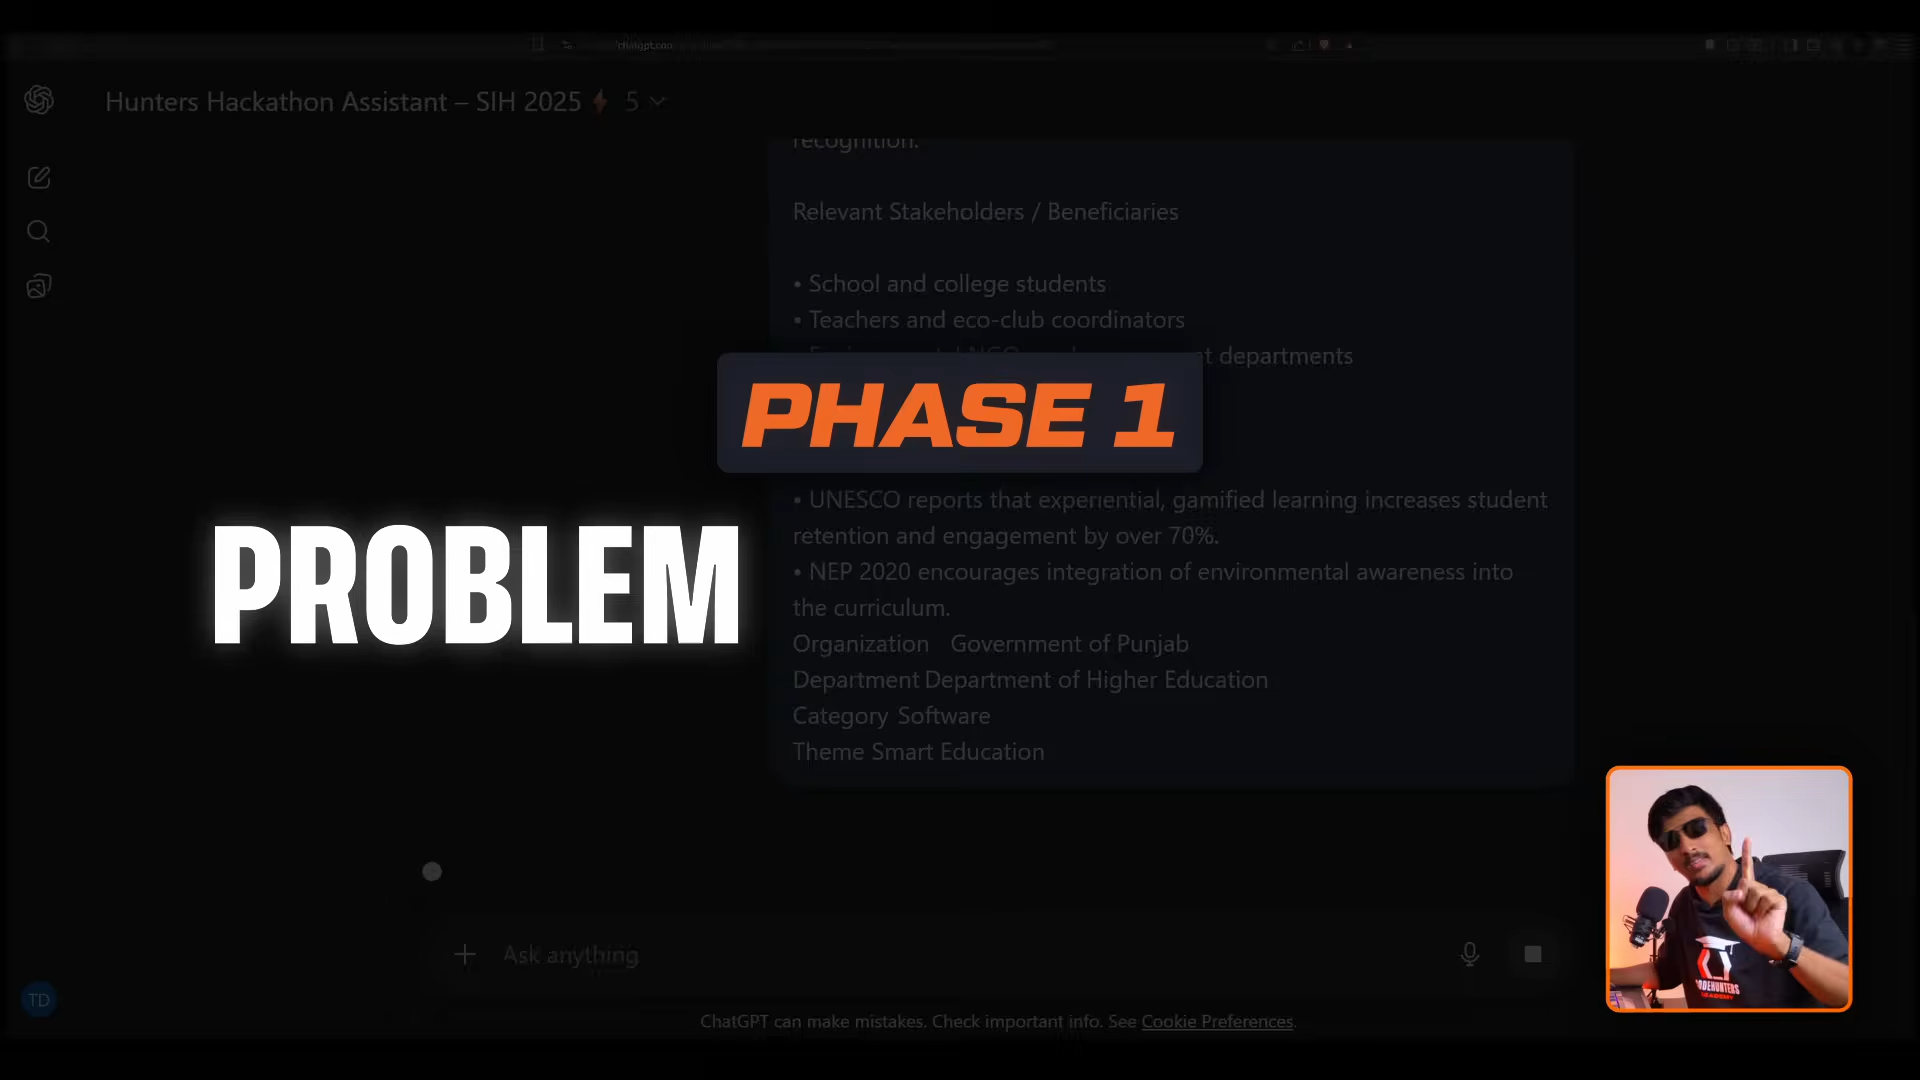 chatgpt.com
Hunters Hackathon Assistant – SIH 2025 5
recognition.
Relevant Stakeholders / Beneficiaries
• School and college students
• Teachers and eco-club coordinators
departments
PHASE 1
PROBLEM
• UNESCO reports that experiential, gamified learning increases student
retention and engagement by over 70%.
• NEP 2020 encourages integration of environmental awareness into
the curriculum.
Organization Government of Punjab
Department Department of Higher Education
Category Software
Theme Smart Education
Ask anything
TD
ChatGPT can make mistakes. Check important info. See Cookie Preferences.
ACADEMY